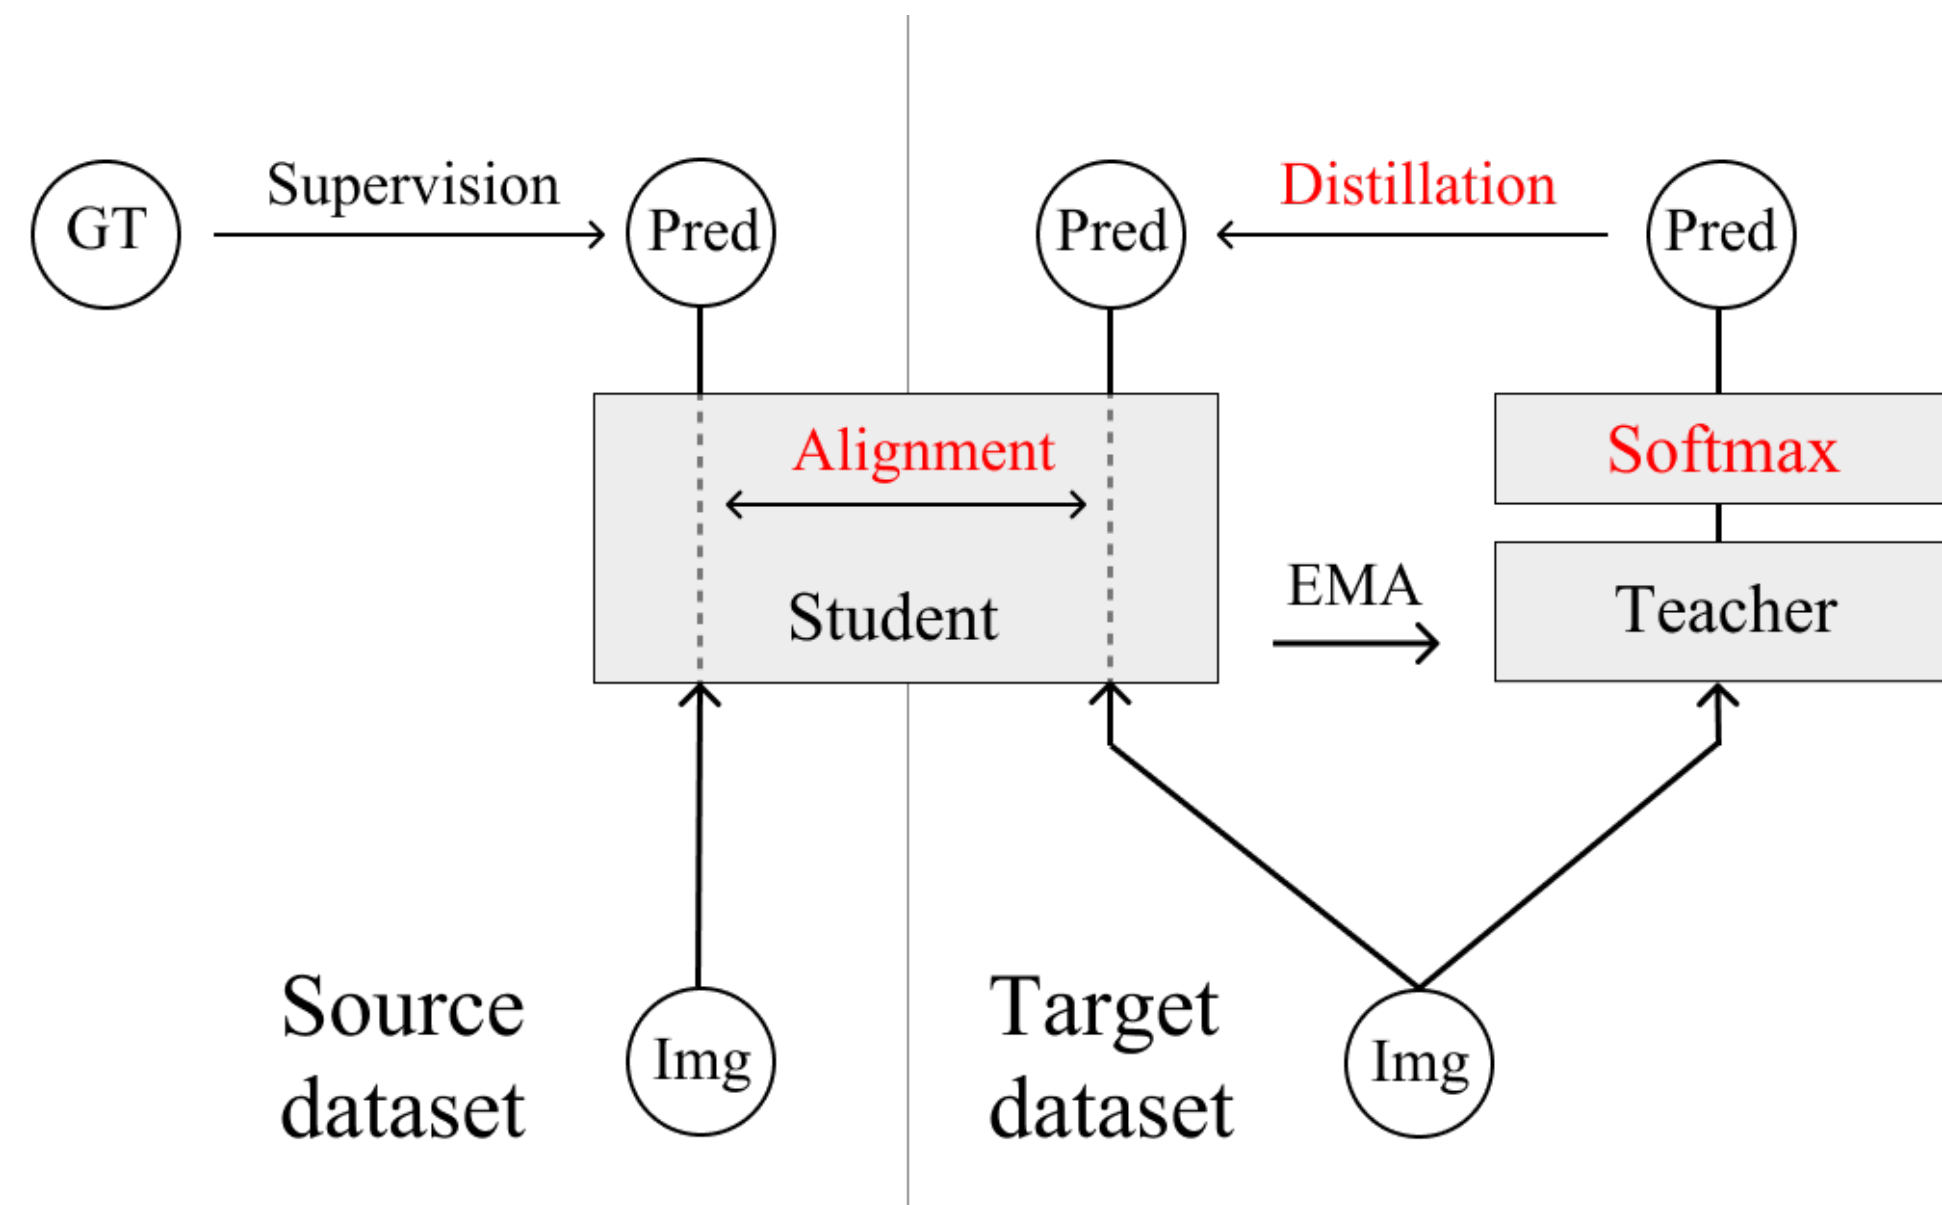 GT
Supervision
Pred
Pred
Distillation
Pred
Alignment
Student
EMA
Softmax
Teacher
Source
dataset
Img
Target
dataset
Img